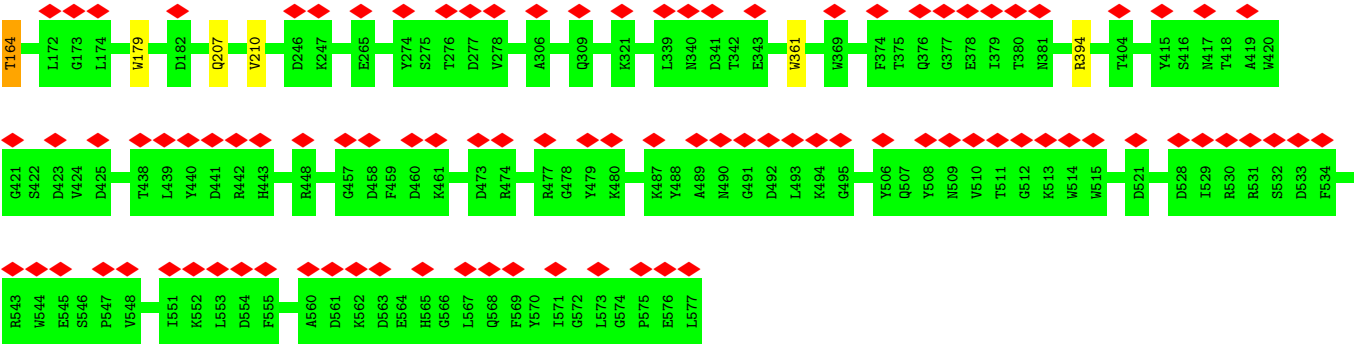 T164 L172 G173 L174 W179 D182 Q207 V210 D246 K247 E265 Y274 S275 T276 D277 V278 A306 Q309 K321 L339 N340 D341 T342 E343 W361 W369 F374 T375 Q376 G377 E378 I379 T380 N381 R394 T404 Y415 S416 N417 T418 A419 W420
G421 S422 D423 V424 D425 T438 L439 Y440 D441 R442 H443 R448 G457 D458 F459 D460 K461 D473 R474 R477 G478 Y479 K480 K487 Y488 A489 N490 G491 D492 L493 K494 G495 Y506 Q507 Y508 N509 V510 T511 G512 K513 W514 W515 D521 D528 I529 R530 R531 S532 D533 F534
R543 W544 E545 S546 P547 V548 I551 K552 L553 D554 F555 A560 D561 K562 D563 E564 H565 G566 L567 Q568 F569 Y570 I571 G572 L573 G574 P575 E576 L577